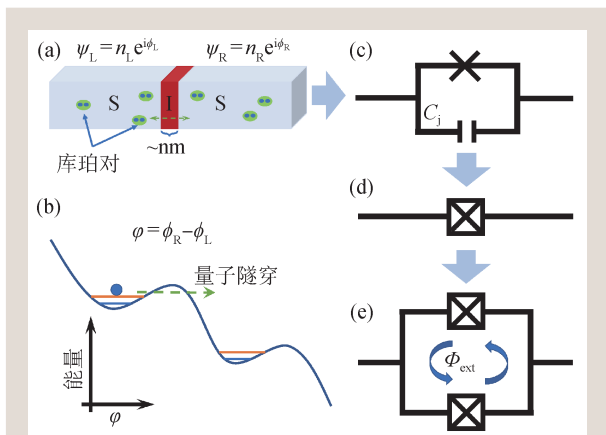 (a)
ψL = nLe^iϕL
ψR = nRe^iϕR
S
I
S
~nm
库珀对
(b)
φ = ϕR − ϕL
量子隧穿
能量
φ
(c)
Cj
(d)
(e)
Φext